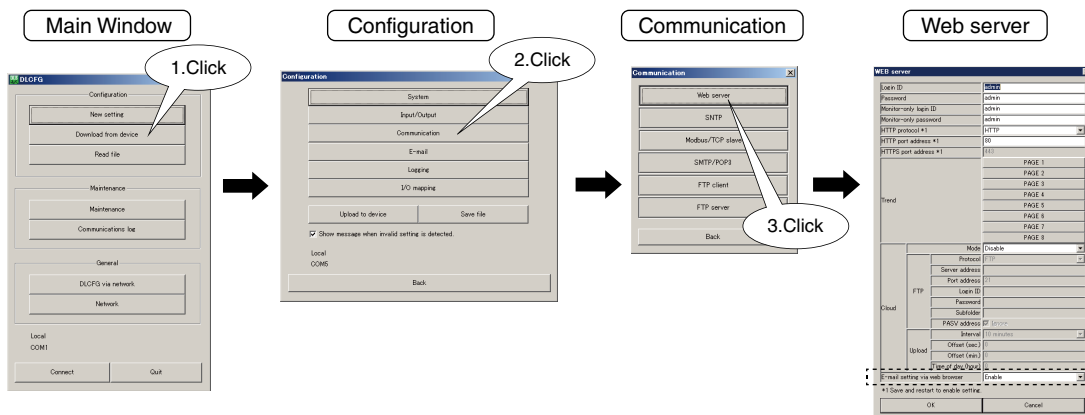 Main Window
Configuration
Communication
Web server
DLCFG
1.Click
Configuration
New setting
Download from device
Read file
Maintenance
Maintenance
Communications log
General
DLCFG via network
Network
Local
COM1
Connect Quit
Configuration
2.Click
System
Input/Output
Communication
E-mail
Logging
I/O mapping
Upload to device Save file
Show message when invalid setting is detected.
Local
COM5
Back
Communication
Web server
SNTP
Modbus/TCP slave
SMTP/POP3
FTP client
FTP server
3.Click
Back
WEB server
Login ID admin
Password admin
Monitor-only login ID admin
Monitor-only password admin
HTTP protocol *1 HTTP
HTTP port address *1 80
HTTPS port address *1 443
Trend
PAGE 1
PAGE 2
PAGE 3
PAGE 4
PAGE 5
PAGE 6
PAGE 7
PAGE 8
Cloud
Mode Disable
FTP
Protocol FTP
Server address
Port address 21
Login ID
Password
Subfolder
PASV address Ignore
Upload
Interval 10 minutes
Offset (sec.) 0
Offset (min.) 0
Time of day (hour) 0
E-mail setting via web browser Enable
*1 Save and restart to enable setting.
OK Cancel